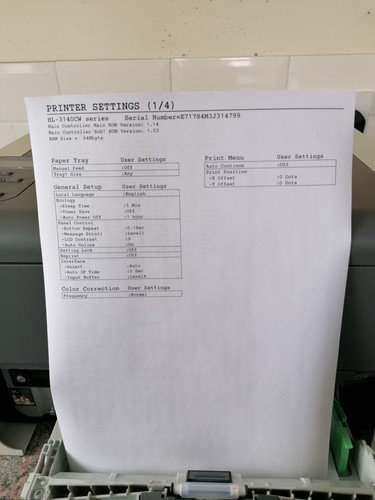 PRINTER SETTINGS (1/4)
HL-3140CW series Serial Number=E71784M3J314799
Main Controller Main ROM Version: 1.14
Main Controller Sub1 ROM Version: 1.03
RAM Size = 64Mbyte
Paper Tray User Settings
Manual Feed :Off
Tray1 Size :Any
General Setup User Settings
Local Language :English
Ecology
-Sleep Time :5 Min
-Toner Save :Off
-Auto Power Off :1 hour
Panel Control
-Button Repeat :0.1Sec
-Message Scroll :Level1
-LCD Contrast :0
-Auto Online :On
Setting Lock :Off
Reprint :Off
Interface
-Select :Auto
-Auto IF Time :5 Sec
-Input Buffer :Level4
Color Correction User Settings
Frequency :Normal
Print Menu User Settings
Auto Continue :Off
Print Position
-X Offset :0 Dots
-Y Offset :0 Dots